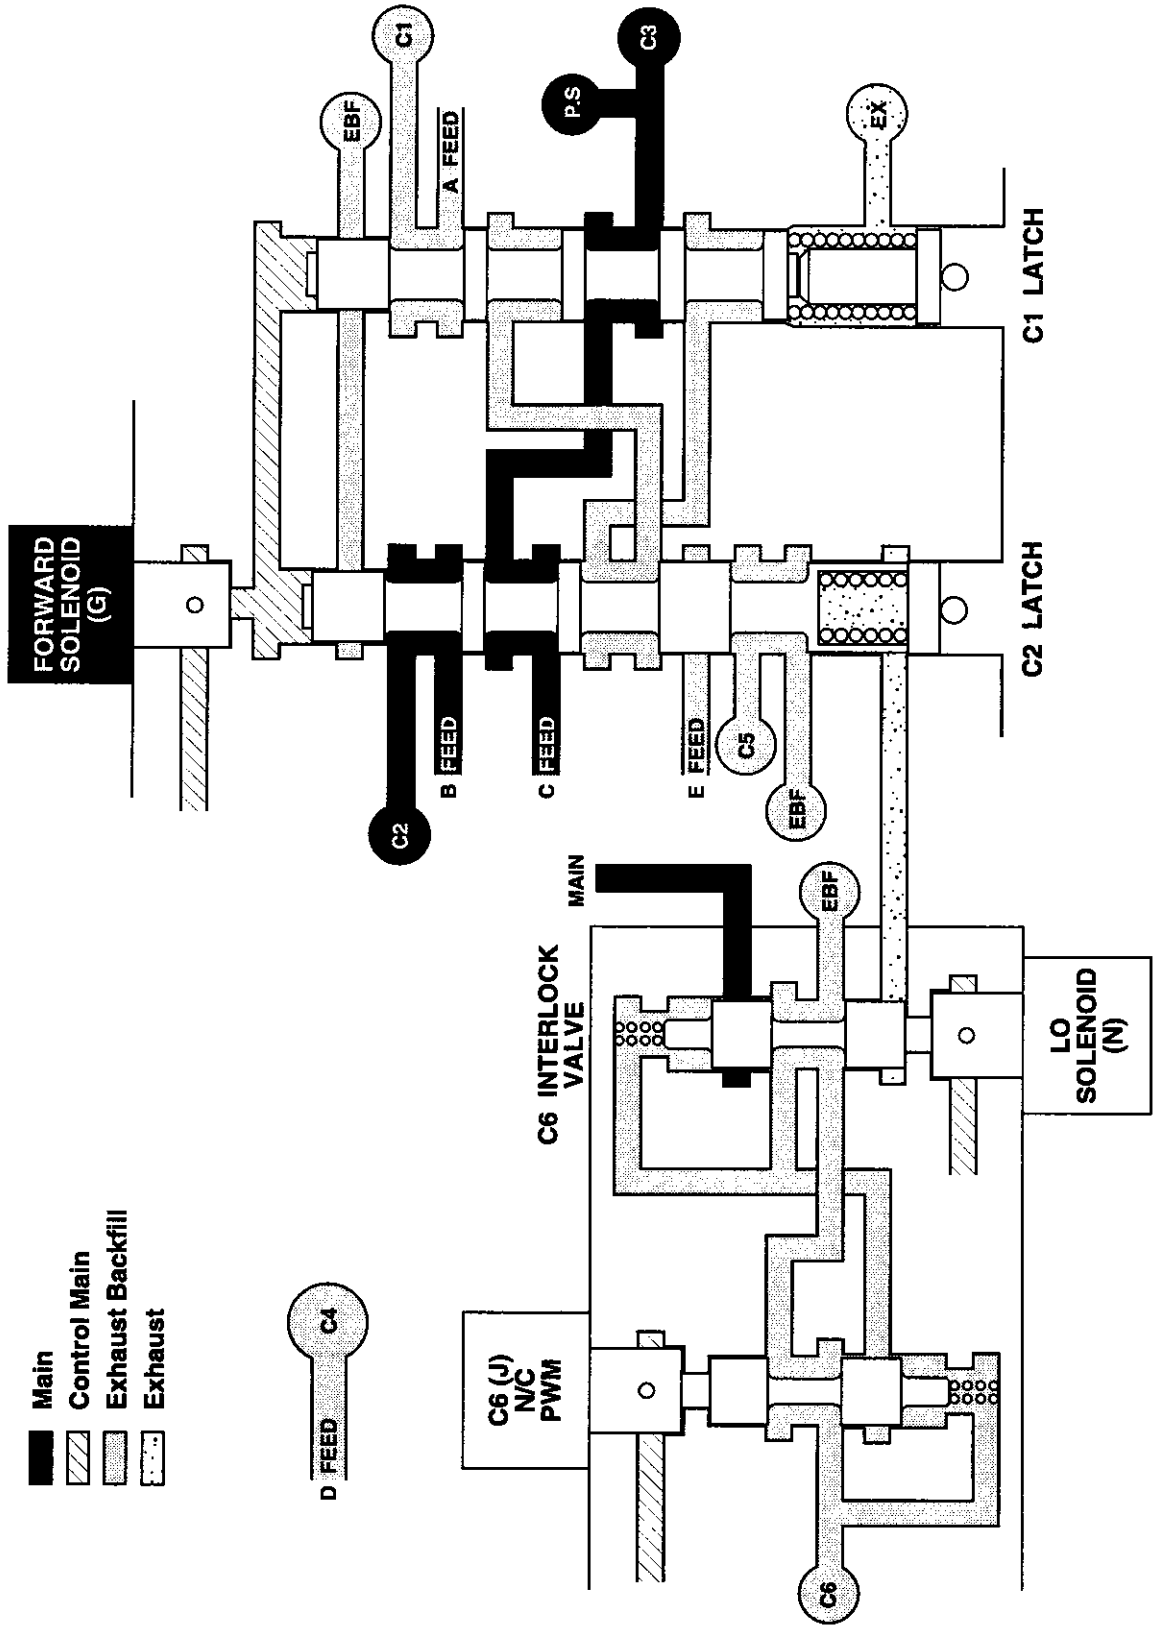 Main
Control Main
Exhaust Backfill
Exhaust
D FEED
C4
C6 (J)
N/C
PWM
C6
C6 INTERLOCK
VALVE
MAIN
EBF
LO
SOLENOID
(N)
FORWARD
SOLENOID
(G)
C2
B FEED
C FEED
E FEED
C5
EBF
C2 LATCH
EBF
C1
A FEED
P.S
C3
EX
C1 LATCH